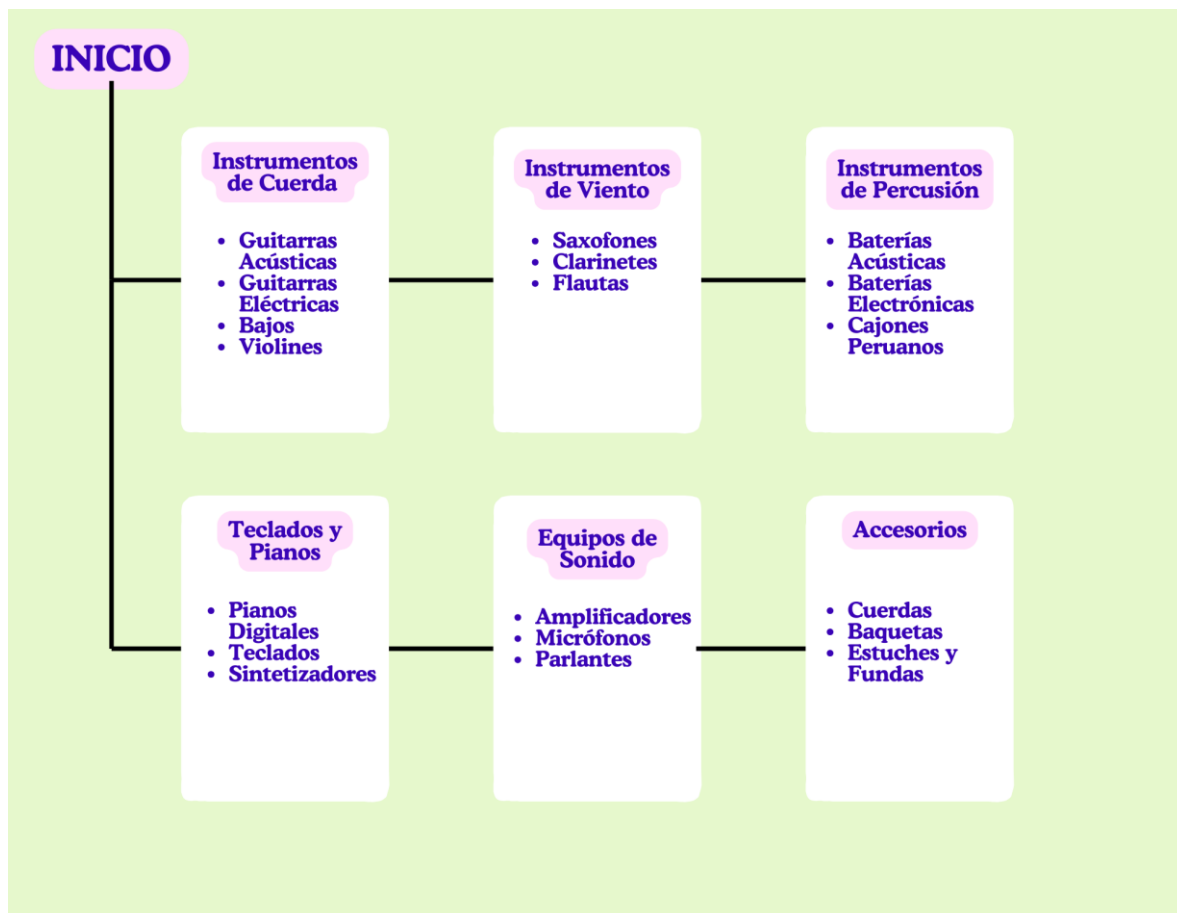 INICIO
Instrumentos
de Cuerda
• Guitarras
Acústicas
• Guitarras
Eléctricas
• Bajos
• Violines
Instrumentos
de Viento
• Saxofones
• Clarinetes
• Flautas
Instrumentos
de Percusión
• Baterías
Acústicas
• Baterías
Electrónicas
• Cajones
Peruanos
Teclados y
Pianos
• Pianos
Digitales
• Teclados
• Sintetizadores
Equipos de
Sonido
• Amplificadores
• Micrófonos
• Parlantes
Accesorios
• Cuerdas
• Baquetas
• Estuches y
Fundas